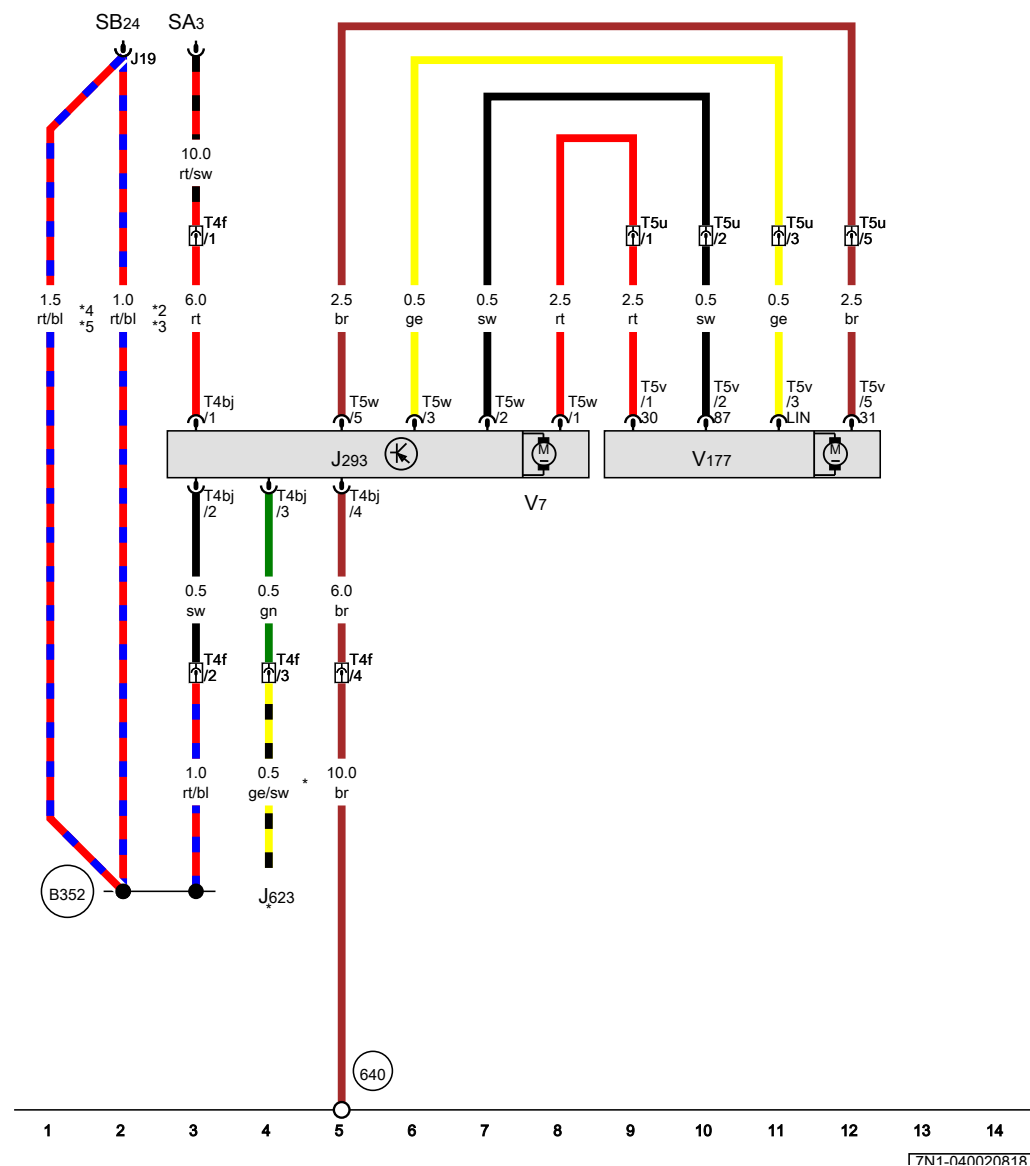 SB24 SA3
J19
10.0
rt/sw
T4f
/1
T5u
/1
T5u
/2
T5u
/3
T5u
/5
1.5
rt/bl
*4
*5
1.0
rt/bl
*2
*3
6.0
rt
2.5
br
0.5
ge
0.5
sw
2.5
rt
2.5
rt
0.5
sw
0.5
ge
2.5
br
T4bj
/1
T5w
/5
T5w
/3
T5w
/2
T5w
/1
T5v
/1
30
T5v
/2
87
T5v
/3
LIN
T5v
/5
31
J293
M
V177
M
V7
T4bj
/2
T4bj
/3
T4bj
/4
0.5
sw
0.5
gn
6.0
br
T4f
/2
T4f
/3
T4f
/4
1.0
rt/bl
0.5
ge/sw
*
10.0
br
B352
J623
*
640
1 2 3 4 5 6 7 8 9 10 11 12 13 14
7N1-040020818